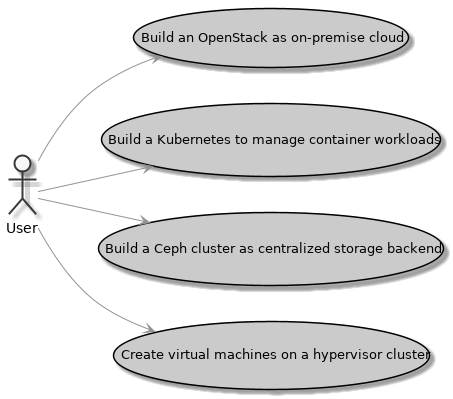 Build an OpenStack as on-premise cloud
Build a Kubernetes to manage container workloads
User
Build a Ceph cluster as centralized storage backend
Create virtual machines on a hypervisor cluster